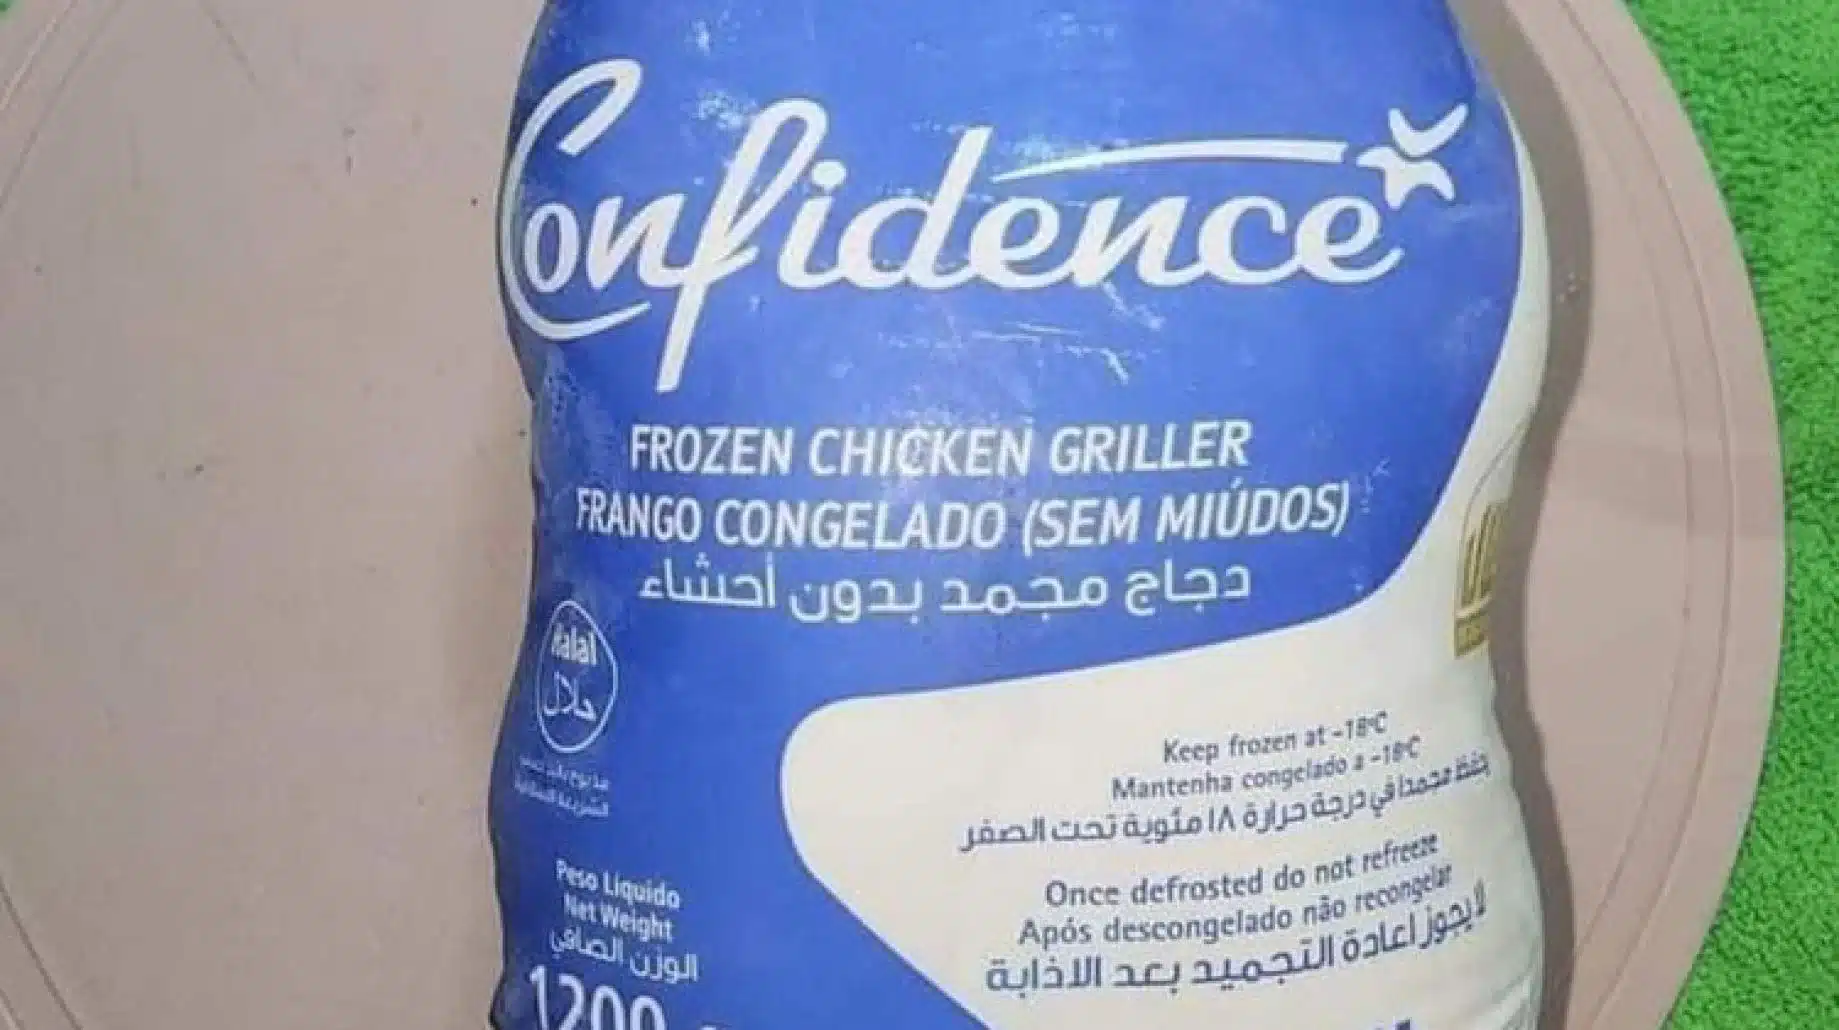 Confidence
FROZEN CHICKEN GRILLER
FRANGO CONGELADO (SEM MIÚDOS)
دجاج مجمد بدون أحشاء
Halal
حلال
Keep frozen at -18°C
Mantenha congelado a -18°C
يحفظ مجمدا في درجة حرارة ١٨ مئوية تحت الصفر
Once defrosted do not refreeze
Após descongelado não recongelar
لا يجوز اعادة التجميد بعد الاذابة
Peso Líquido
Net Weight
الوزن الصافي
1200